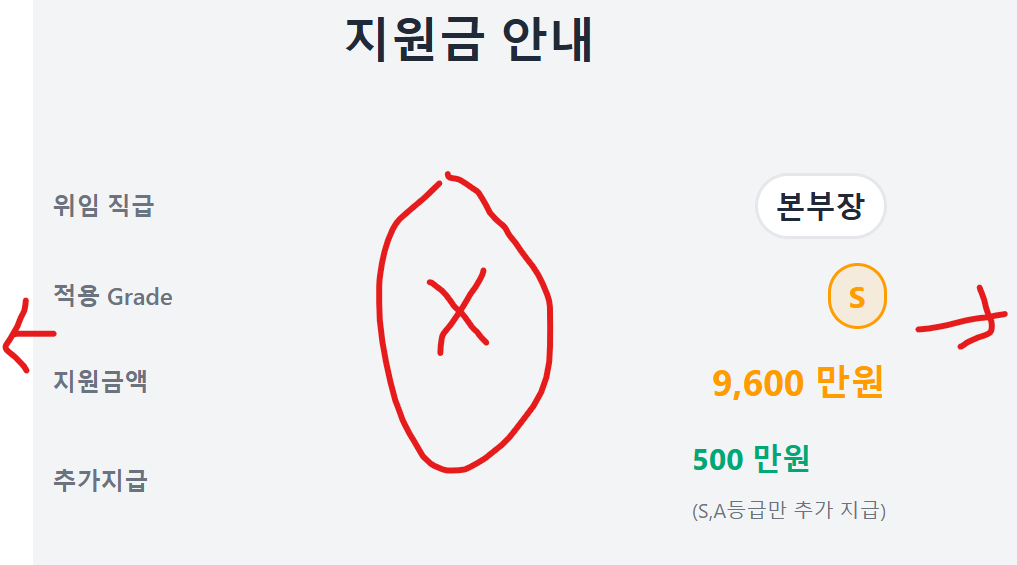 지원금 안내
위임 직급 본부장
적용 Grade S
지원금액 9,600 만원
추가지급 500 만원
(S,A등급만 추가 지급)
X